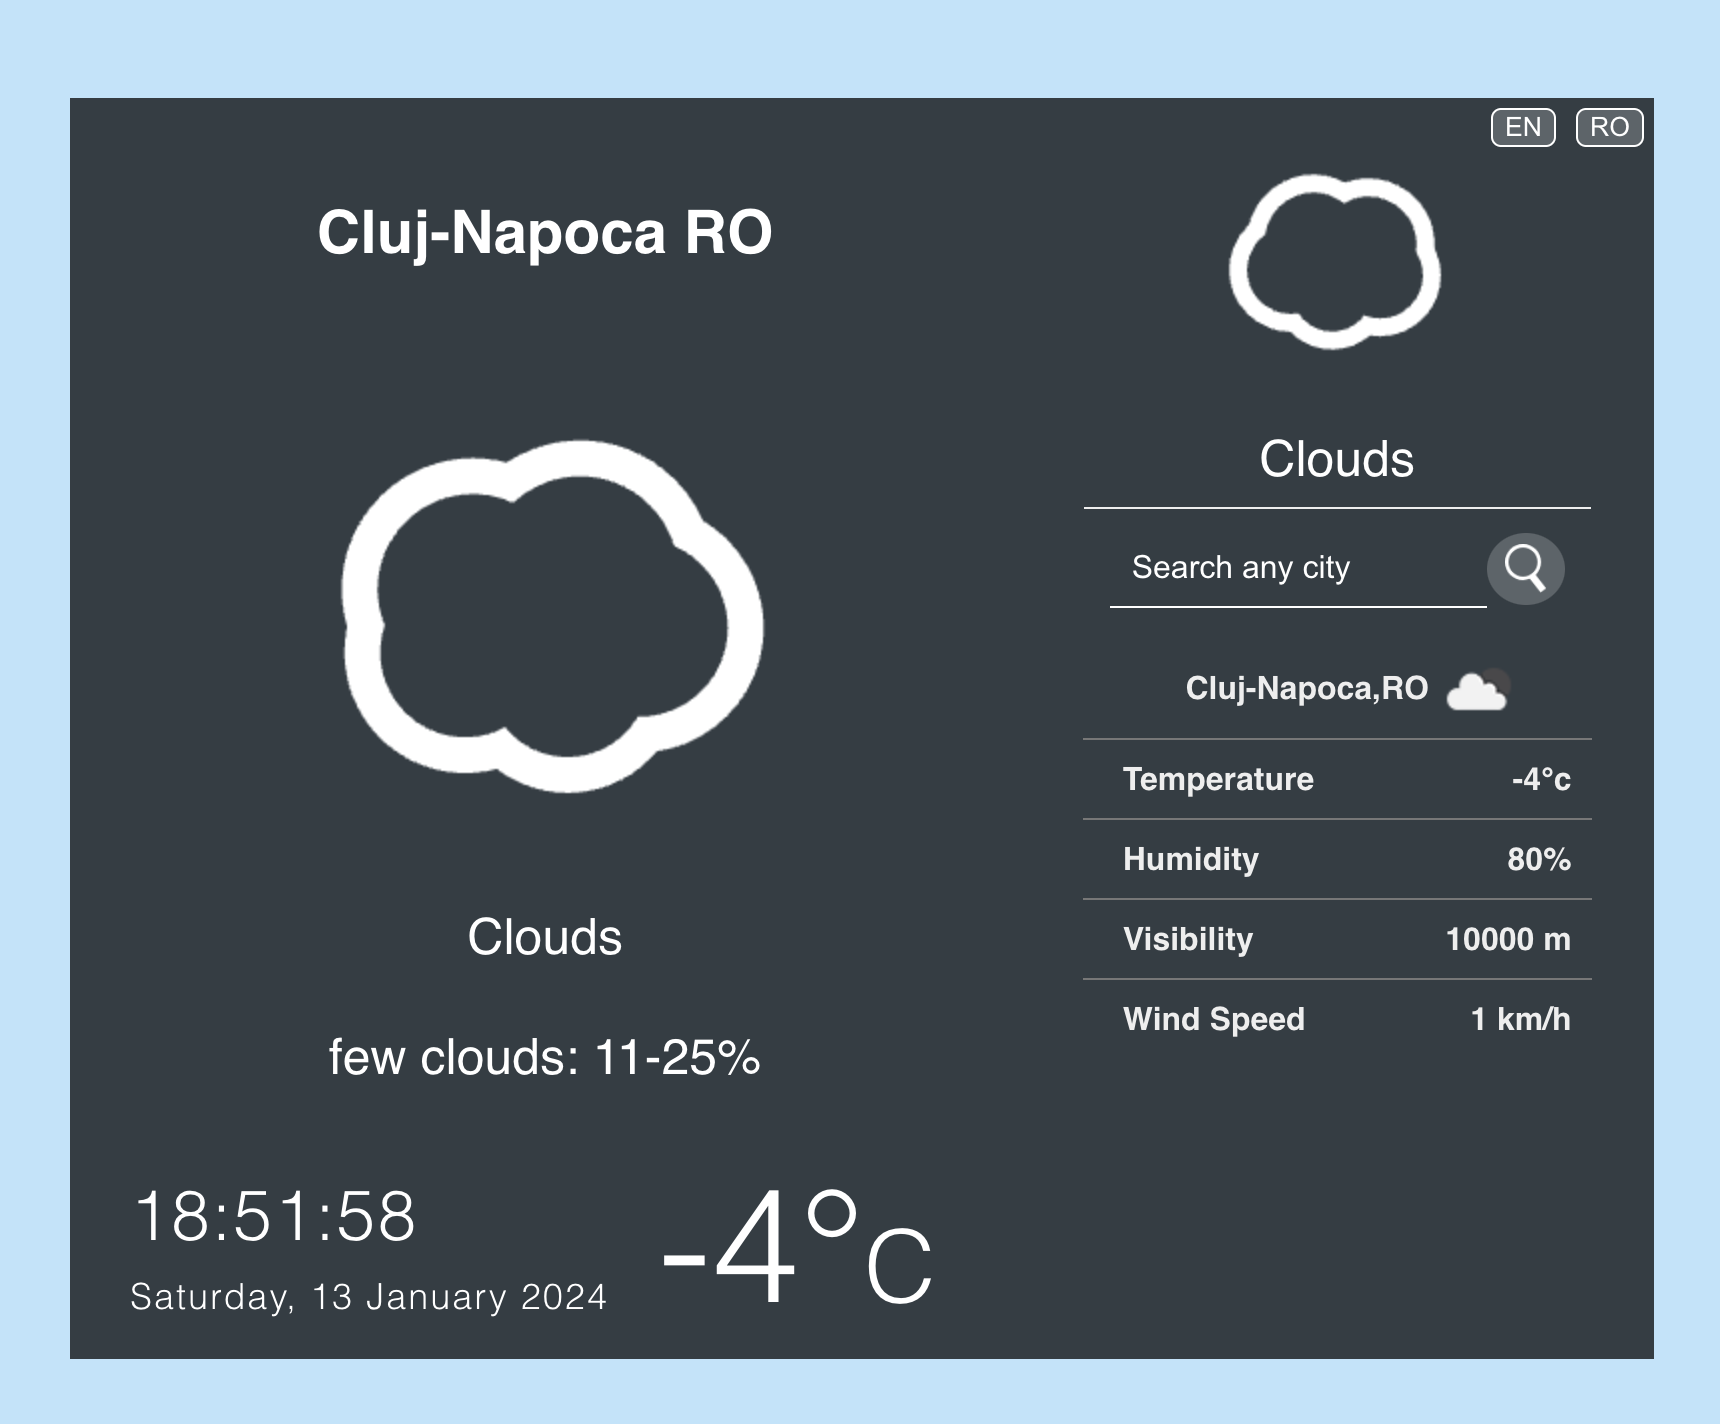 EN RO
Cluj-Napoca RO
Clouds
few clouds: 11-25%
18:51:58
Saturday, 13 January 2024
-4°c
Clouds
Search any city
Cluj-Napoca,RO
Temperature -4°c
Humidity 80%
Visibility 10000 m
Wind Speed 1 km/h